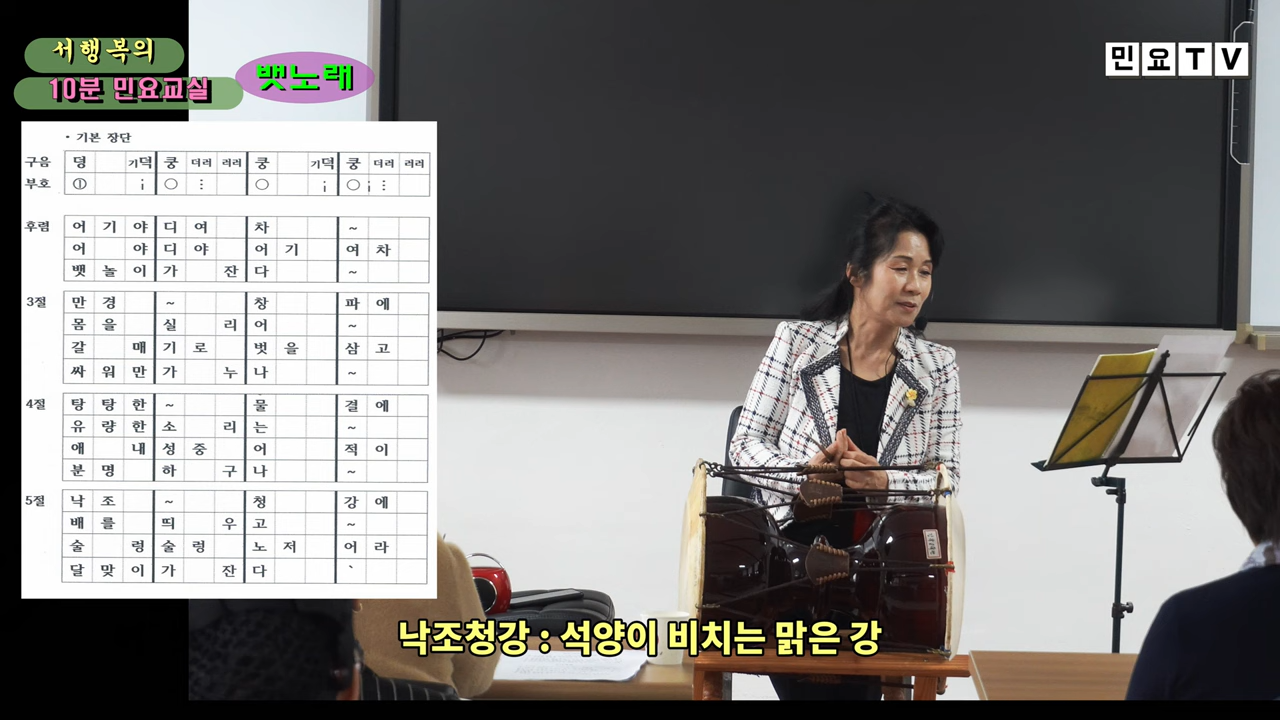 서행복의
10분 민요교실
뱃노래
민요TV
· 기본 장단
구음 덩 기덕 쿵 더러 러러 쿵 기덕 쿵 더러 러러
부호
후렴 어 기 야 디 여 차 ~
어 야 디 야 어 기 여 차
뱃 놀 이 가 잔 다 ~
3절 만 경 ~ 창 파 에
몸 을 실 리 어 ~
갈 매 기 로 벗 을 삼 고
싸 워 만 가 누 나 ~
4절 탕 탕 한 ~ 물 결 에
유 량 한 소 리 는 ~
애 내 성 중 어 적 이
분 명 하 구 나 ~
5절 낙 조 ~ 청 강 에
배 를 띄 우 고 ~
술 렁 술 렁 노 저 어 라
달 맞 이 가 잔 다 `
낙조청강 : 석양이 비치는 맑은 강